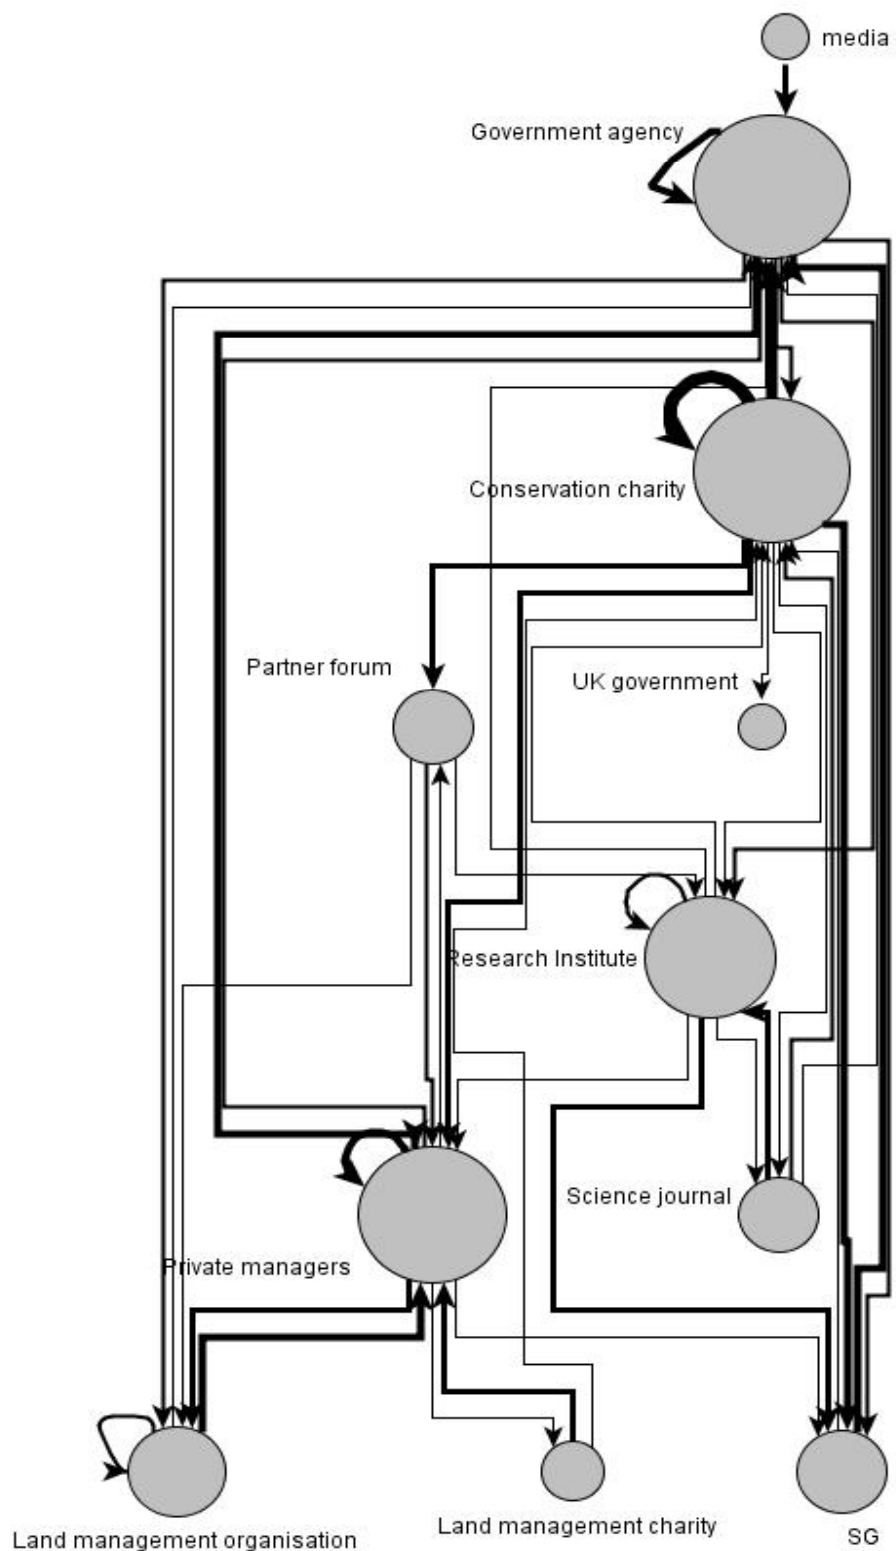 media
Government agency
Conservation charity
Partner forum
UK government
Research Institute
Science journal
Private managers
Land management organisation
Land management charity
SG